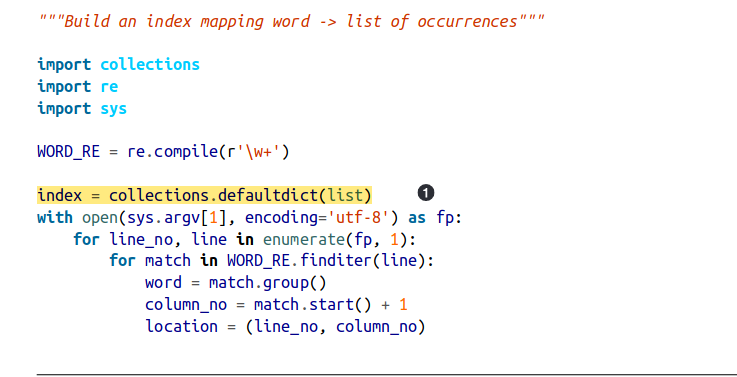 """Build an index mapping word -> list of occurrences"""
import collections
import re
import sys
WORD_RE = re.compile(r'\w+')
index = collections.defaultdict(list) ❶
with open(sys.argv[1], encoding='utf-8') as fp:
    for line_no, line in enumerate(fp, 1):
        for match in WORD_RE.finditer(line):
            word = match.group()
            column_no = match.start() + 1
            location = (line_no, column_no)